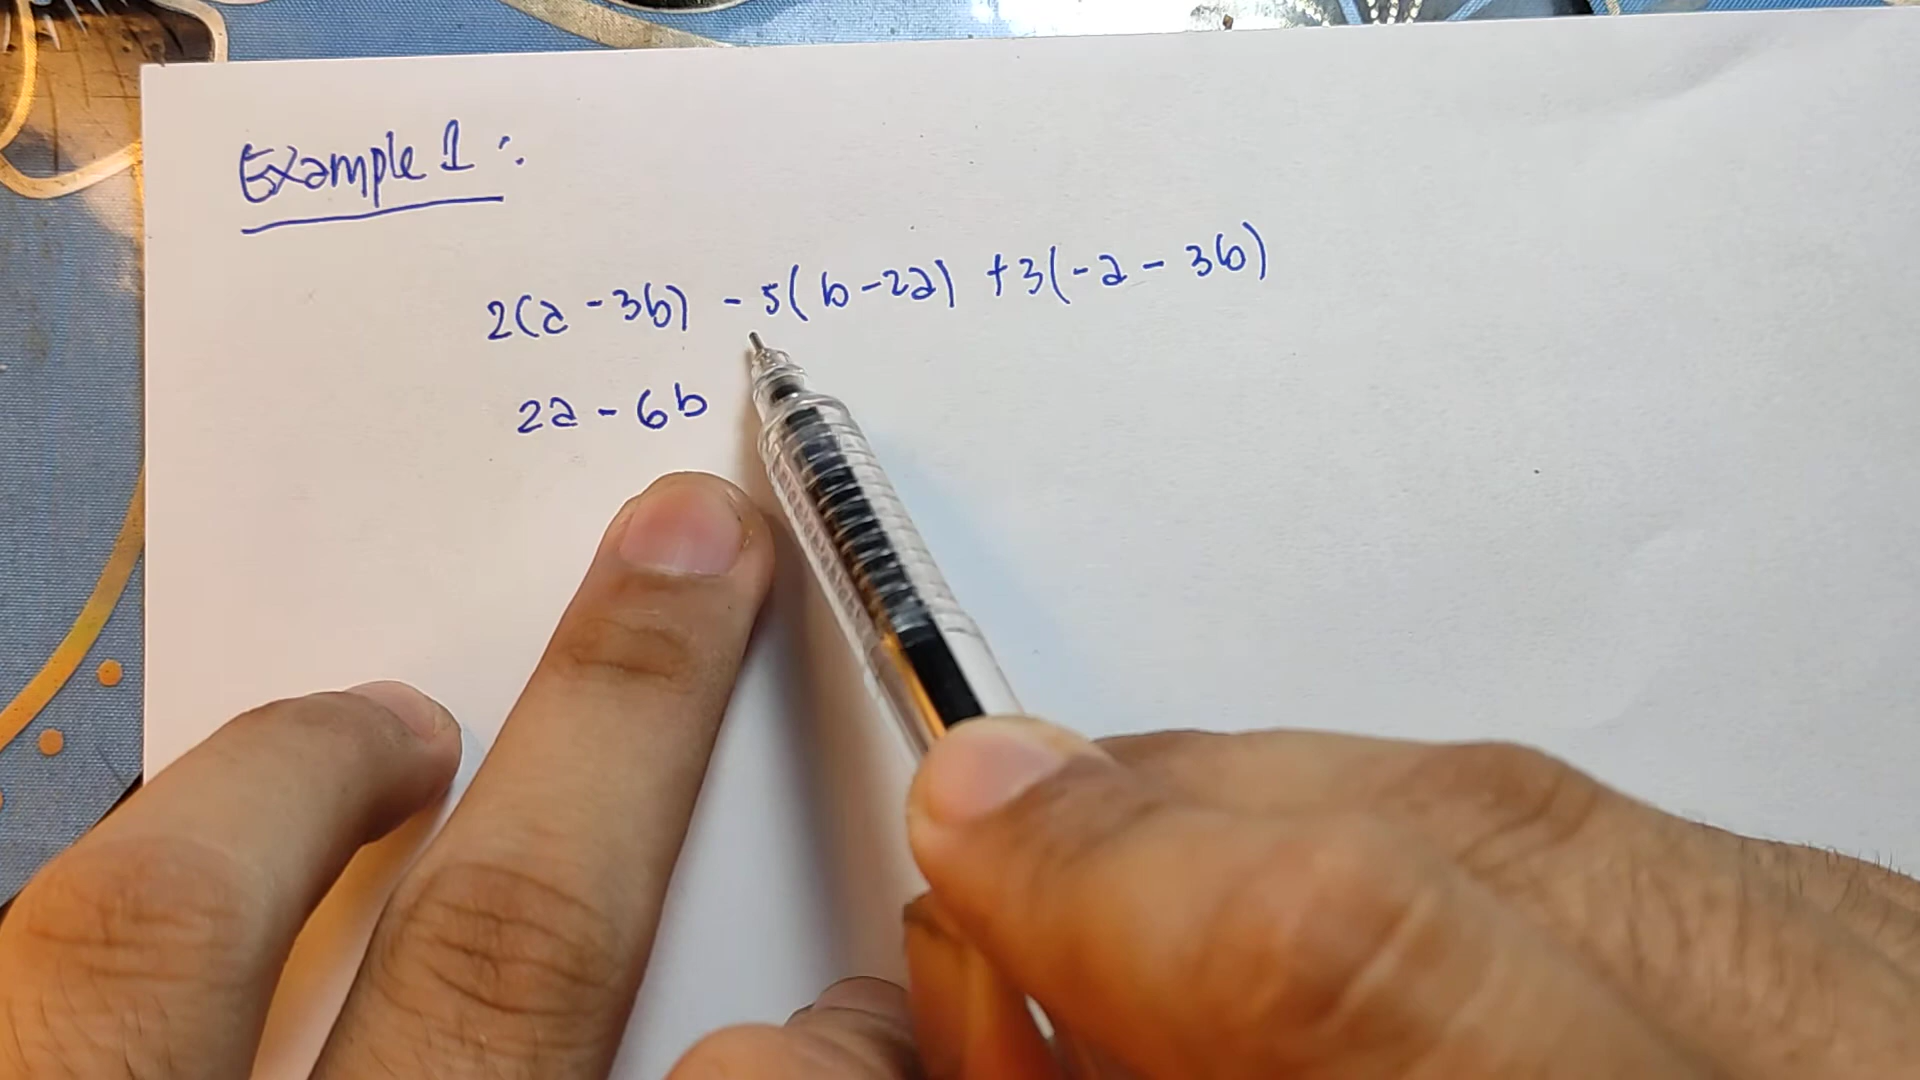 Example 1 :
2(a - 3b) - 5(b - 2a) + 3(-a - 3b)
2a - 6b